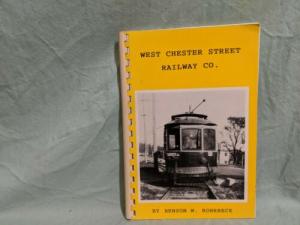 WEST CHESTER STREET
RAILWAY CO.
BY BENSON W. ROHRBECK